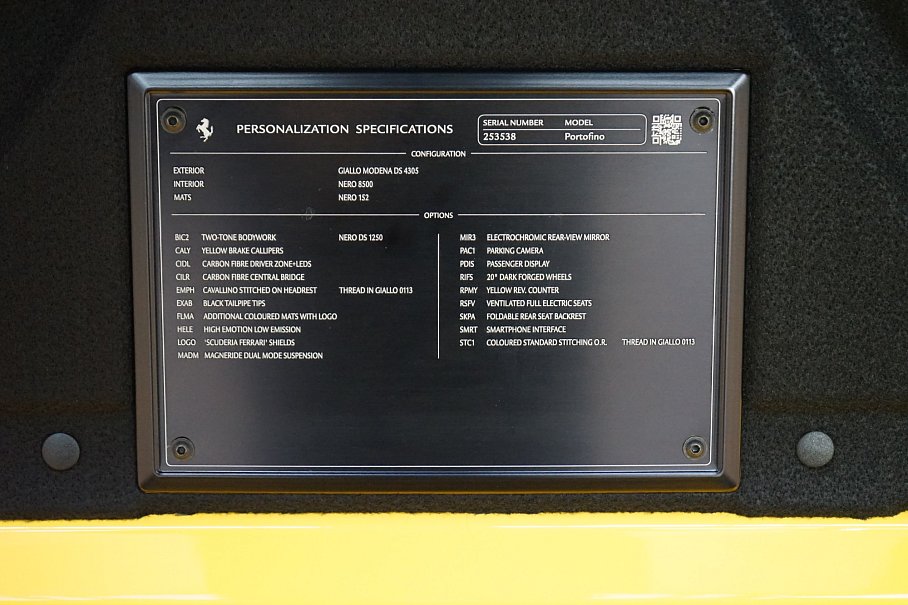 PERSONALIZATION SPECIFICATIONS
SERIAL NUMBER MODEL
253538 Portofino
CONFIGURATION
EXTERIOR GIALLO MODENA DS 4305
INTERIOR NERO 8500
MATS NERO 152
OPTIONS
BIC2 TWO-TONE BODYWORK NERO DS 1250
CALY YELLOW BRAKE CALLIPERS
CIDL CARBON FIBRE DRIVER ZONE+LEDS
CILR CARBON FIBRE CENTRAL BRIDGE
EMPH CAVALLINO STITCHED ON HEADREST THREAD IN GIALLO 0113
EXAB BLACK TAILPIPE TIPS
FLMA ADDITIONAL COLOURED MATS WITH LOGO
HELE HIGH EMOTION LOW EMISSION
LOGO 'SCUDERIA FERRARI' SHIELDS
MADM MAGNERIDE DUAL MODE SUSPENSION
MIR3 ELECTROCHROMIC REAR-VIEW MIRROR
PAC1 PARKING CAMERA
PDIS PASSENGER DISPLAY
RIF5 20" DARK FORGED WHEELS
RPMY YELLOW REV. COUNTER
RSFV VENTILATED FULL ELECTRIC SEATS
SKPA FOLDABLE REAR SEAT BACKREST
SMRT SMARTPHONE INTERFACE
STC1 COLOURED STANDARD STITCHING O.R. THREAD IN GIALLO 0113